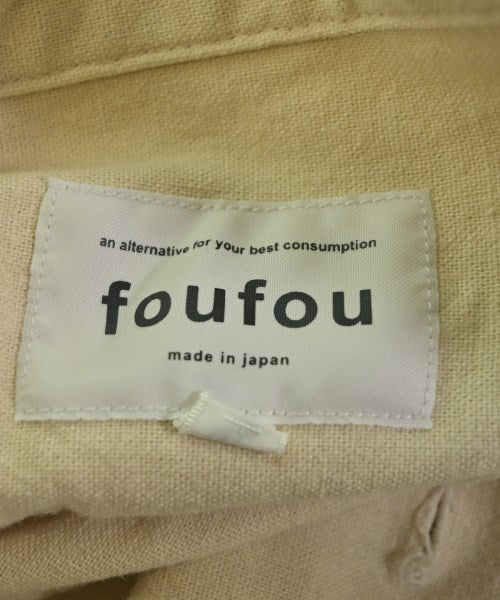 an alternative for your best consumption
foufou
made in japan